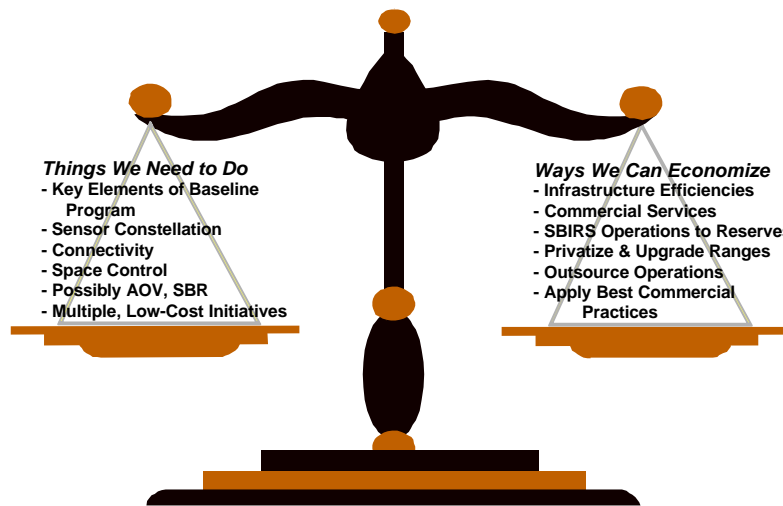 Things We Need to Do
- Key Elements of Baseline
Program
- Sensor Constellation
- Connectivity
- Space Control
- Possibly AOV, SBR
- Multiple, Low-Cost Initiatives
Ways We Can Economize
- Infrastructure Efficiencies
- Commercial Services
- SBIRS Operations to Reserve
- Privatize & Upgrade Ranges
- Outsource Operations
- Apply Best Commercial
Practices